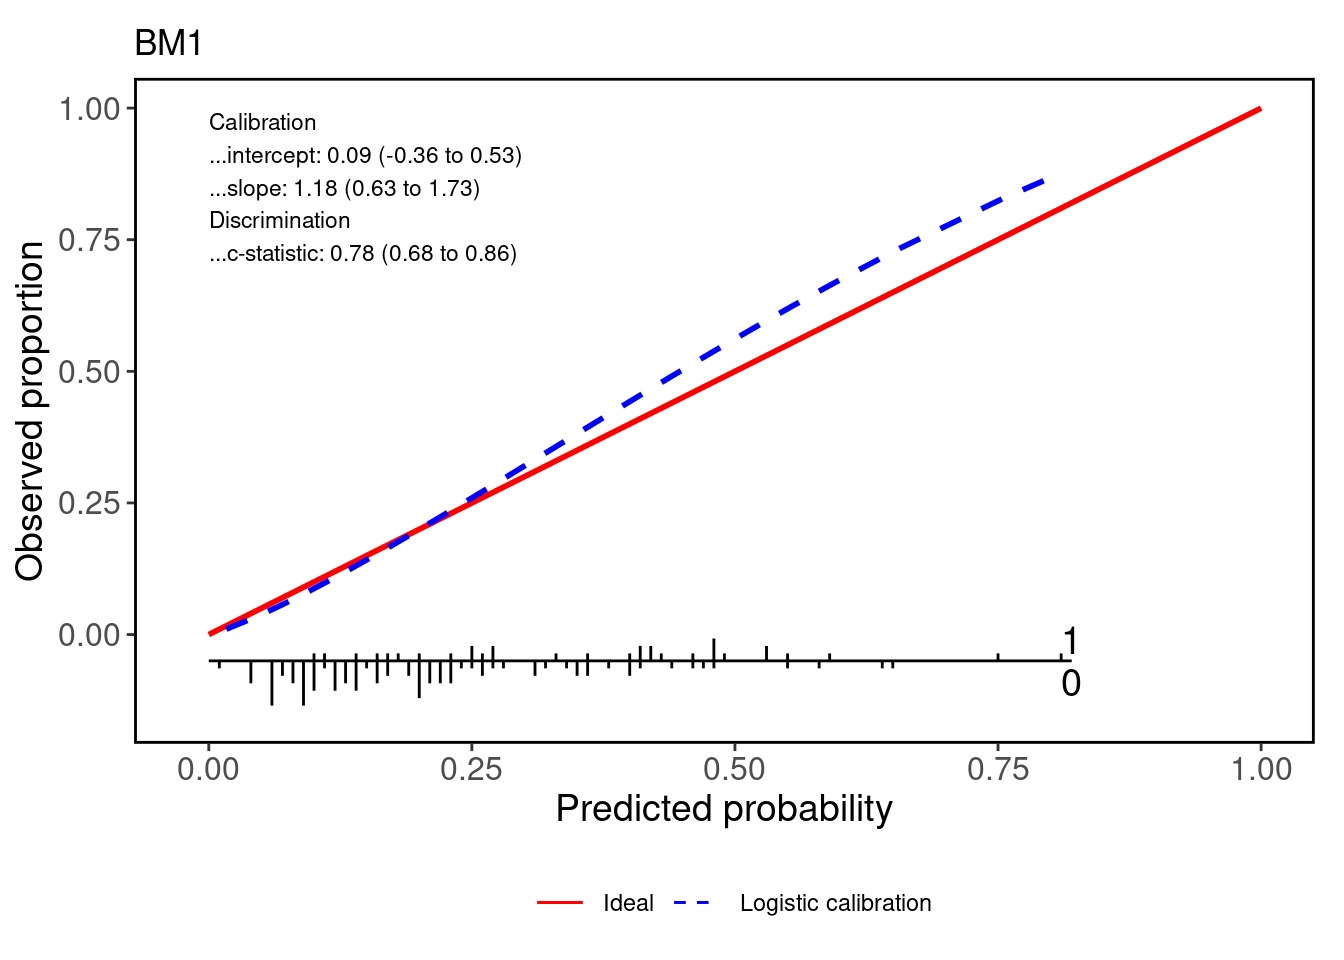 BM1
Calibration
...intercept: 0.09 (-0.36 to 0.53)
...slope: 1.18 (0.63 to 1.73)
Discrimination
...c-statistic: 0.78 (0.68 to 0.86)
Observed proportion
1.00
0.75
0.50
0.25
0.00
1
0
0.00 0.25 0.50 0.75 1.00
Predicted probability
Ideal Logistic calibration